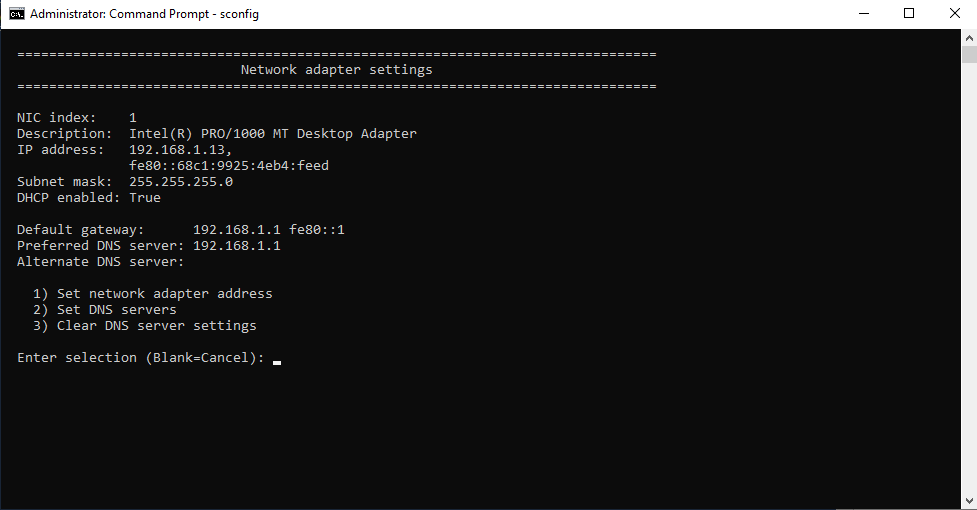 Administrator: Command Prompt - sconfig
================================================================================
                            Network adapter settings
================================================================================
NIC index:    1
Description:  Intel(R) PRO/1000 MT Desktop Adapter
IP address:   192.168.1.13,
              fe80::68c1:9925:4eb4:feed
Subnet mask:  255.255.255.0
DHCP enabled: True
Default gateway:      192.168.1.1 fe80::1
Preferred DNS server: 192.168.1.1
Alternate DNS server:
  1) Set network adapter address
  2) Set DNS servers
  3) Clear DNS server settings
Enter selection (Blank=Cancel): _